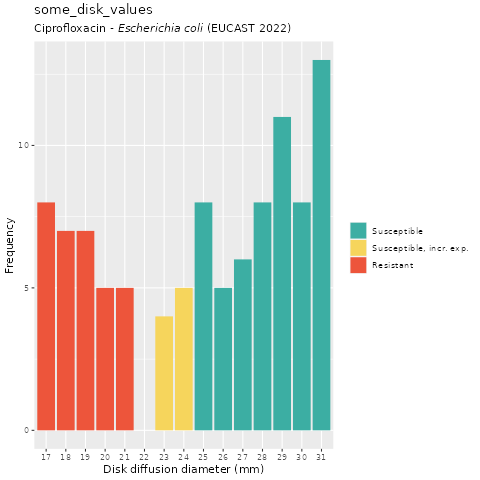 some_disk_values
Ciprofloxacin - Escherichia coli (EUCAST 2022)
Frequency
10
5
0
17 18 19 20 21 22 23 24 25 26 27 28 29 30 31
Disk diffusion diameter (mm)
Susceptible
Susceptible, incr. exp.
Resistant